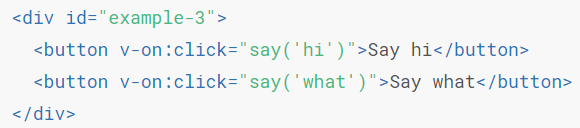 <div id="example-3">
  <button v-on:click="say('hi')">Say hi</button>
  <button v-on:click="say('what')">Say what</button>
</div>